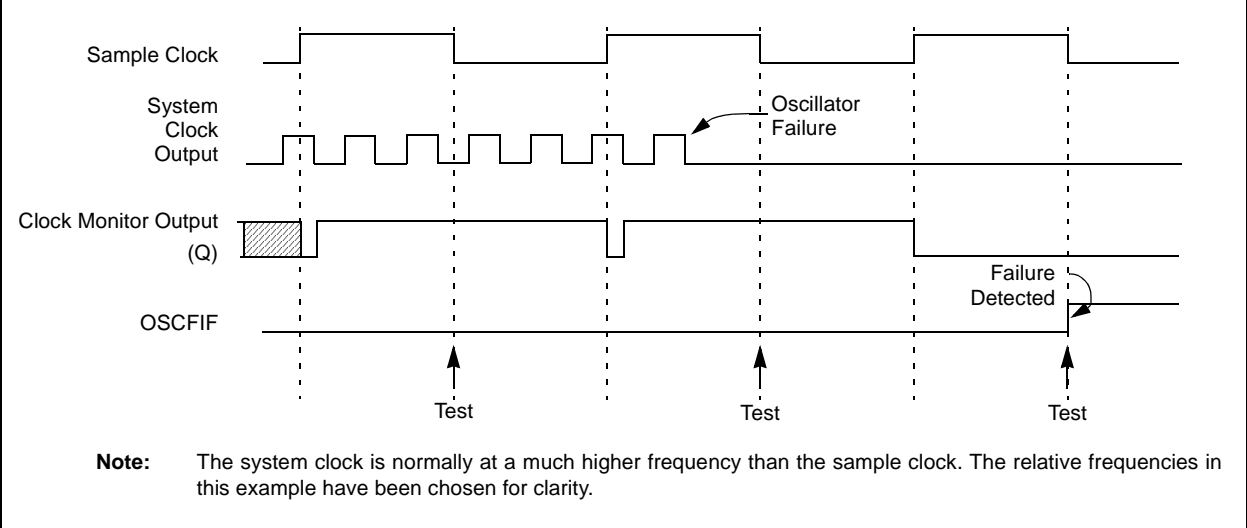 Sample Clock
System
Clock
Output
Oscillator
Failure
Clock Monitor Output
(Q)
Failure
Detected
OSCFIF
Test
Test
Test
Note: The system clock is normally at a much higher frequency than the sample clock. The relative frequencies in
this example have been chosen for clarity.